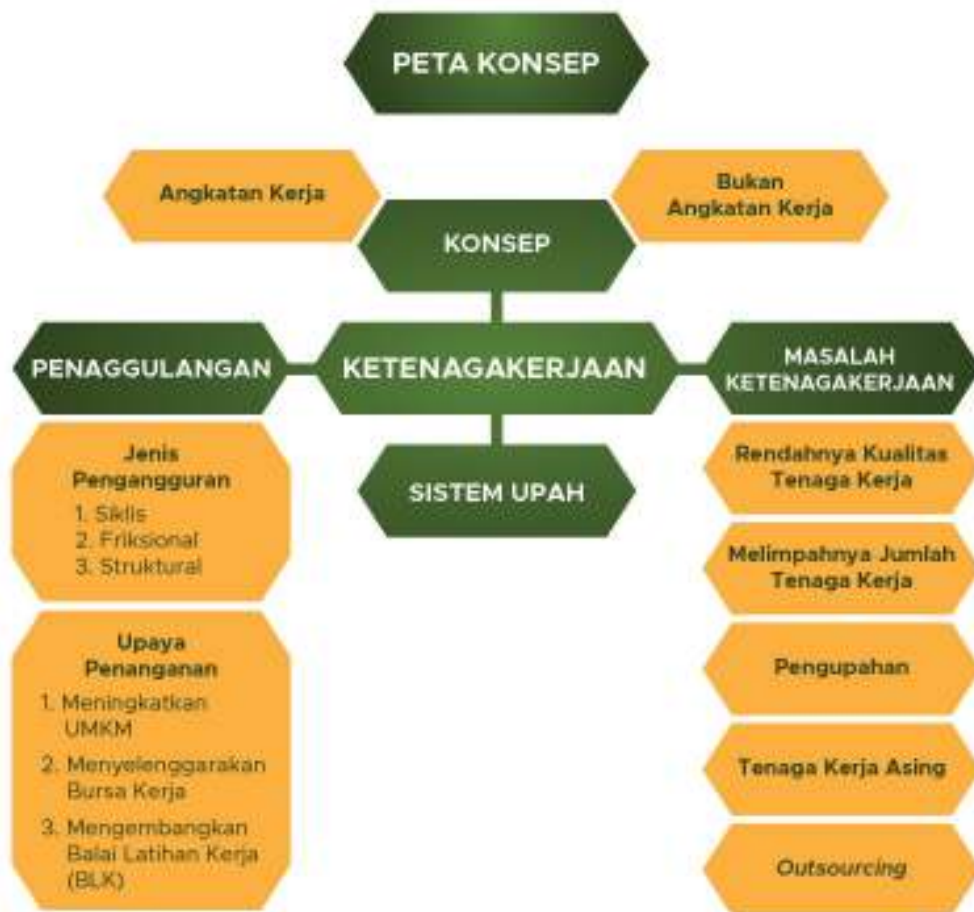 PETA KONSEP
Angkatan Kerja
Bukan
Angkatan Kerja
KONSEP
PENAGGULANGAN
KETENAGAKERJAAN
MASALAH
KETENAGAKERJAAN
Jenis
Pengangguran
1. Siklis
2. Friksional
3. Struktural
SISTEM UPAH
Rendahnya Kualitas
Tenaga Kerja
Melimpahnya Jumlah
Tenaga Kerja
Upaya
Penanganan
1. Meningkatkan
UMKM
2. Menyelenggarakan
Bursa Kerja
3. Mengembangkan
Balai Latihan Kerja
(BLK)
Pengupahan
Tenaga Kerja Asing
Outsourcing